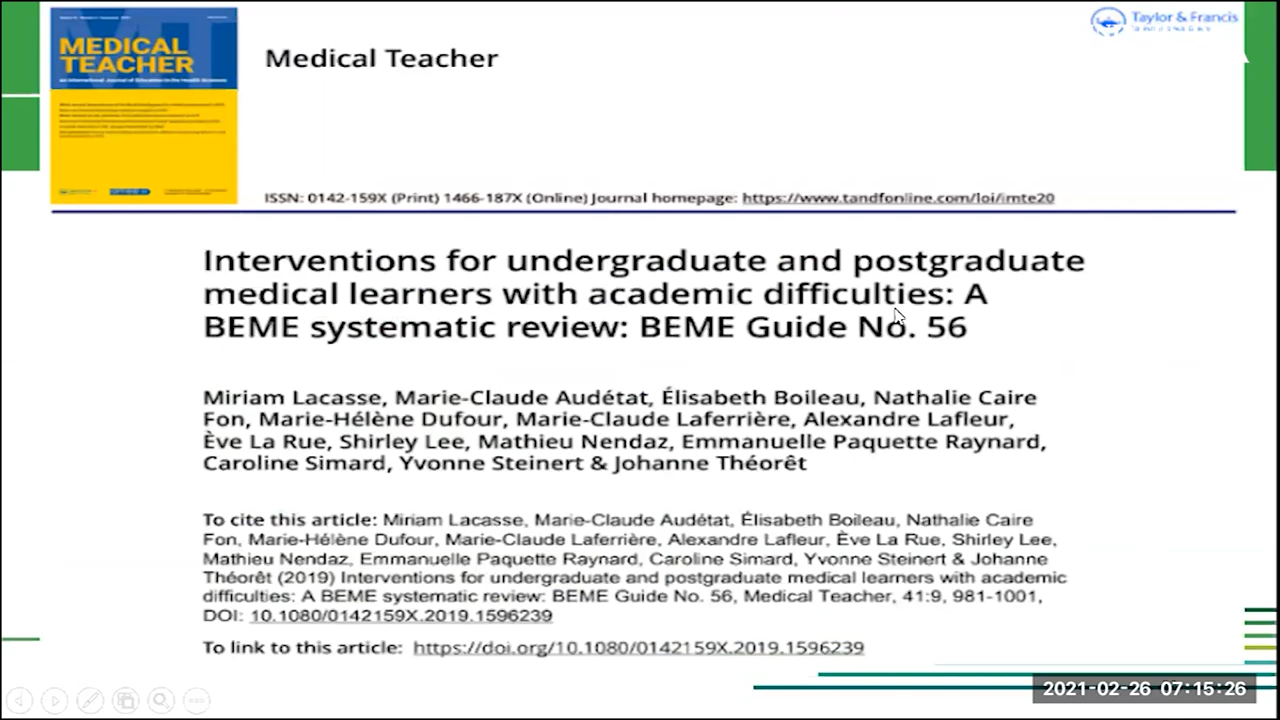 MEDICAL
TEACHER
Medical Teacher
Taylor & Francis
ISSN: 0142-159X (Print) 1466-187X (Online) Journal homepage: https://www.tandfonline.com/loi/imte20
Interventions for undergraduate and postgraduate
medical learners with academic difficulties: A
BEME systematic review: BEME Guide No. 56
Miriam Lacasse, Marie-Claude Audétat, Élisabeth Boileau, Nathalie Caire
Fon, Marie-Hélène Dufour, Marie-Claude Laferrière, Alexandre Lafleur,
Ève La Rue, Shirley Lee, Mathieu Nendaz, Emmanuelle Paquette Raynard,
Caroline Simard, Yvonne Steinert & Johanne Théorêt
To cite this article: Miriam Lacasse, Marie-Claude Audétat, Élisabeth Boileau, Nathalie Caire
Fon, Marie-Hélène Dufour, Marie-Claude Laferrière, Alexandre Lafleur, Ève La Rue, Shirley Lee,
Mathieu Nendaz, Emmanuelle Paquette Raynard, Caroline Simard, Yvonne Steinert & Johanne
Théorêt (2019) Interventions for undergraduate and postgraduate medical learners with academic
difficulties: A BEME systematic review: BEME Guide No. 56, Medical Teacher, 41:9, 981-1001,
DOI: 10.1080/0142159X.2019.1596239
To link to this article: https://doi.org/10.1080/0142159X.2019.1596239
2021-02-26 07:15:26